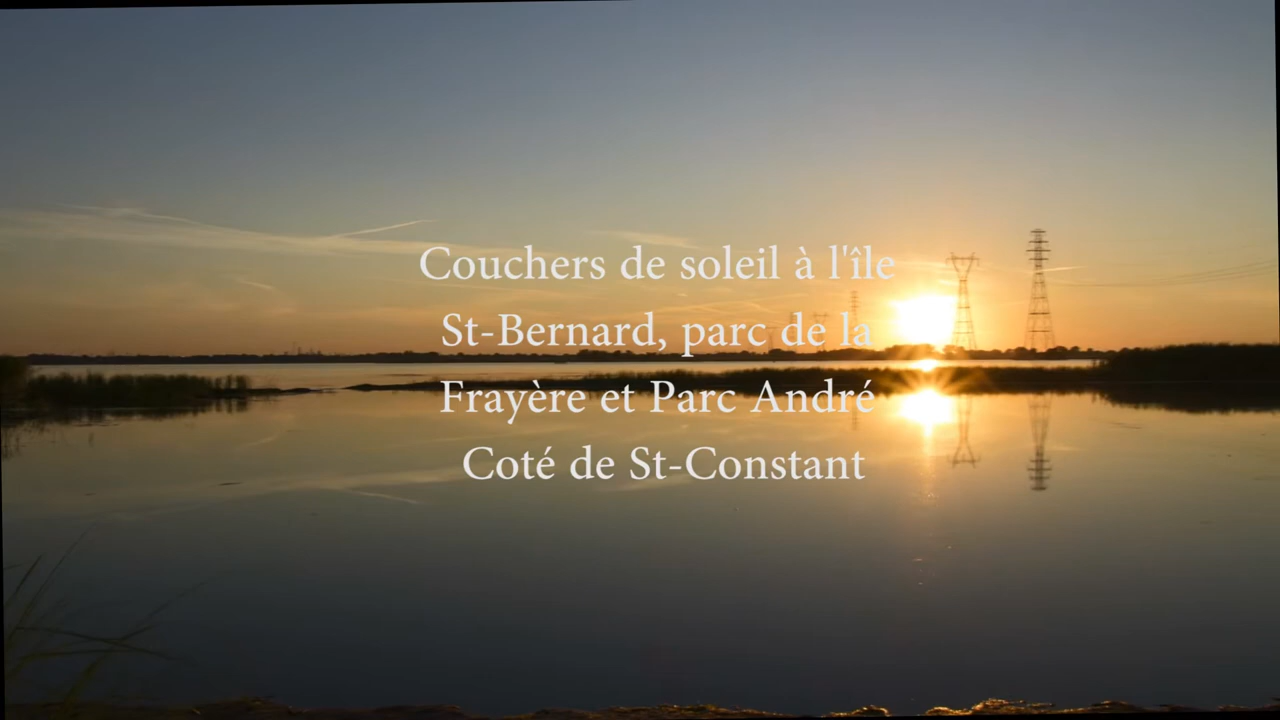 Couchers de soleil à l'île
St-Bernard, parc de la
Frayère et Parc André
Coté de St-Constant